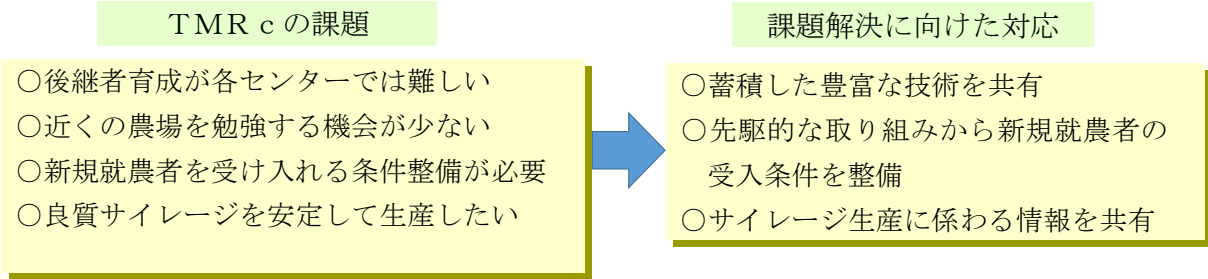 ＴＭＲｃの課題
○後継者育成が各センターでは難しい
○近くの農場を勉強する機会が少ない
○新規就農者を受け入れる条件整備が必要
○良質サイレージを安定して生産したい
課題解決に向けた対応
○蓄積した豊富な技術を共有
○先駆的な取り組みから新規就農者の
受入条件を整備
○サイレージ生産に係わる情報を共有